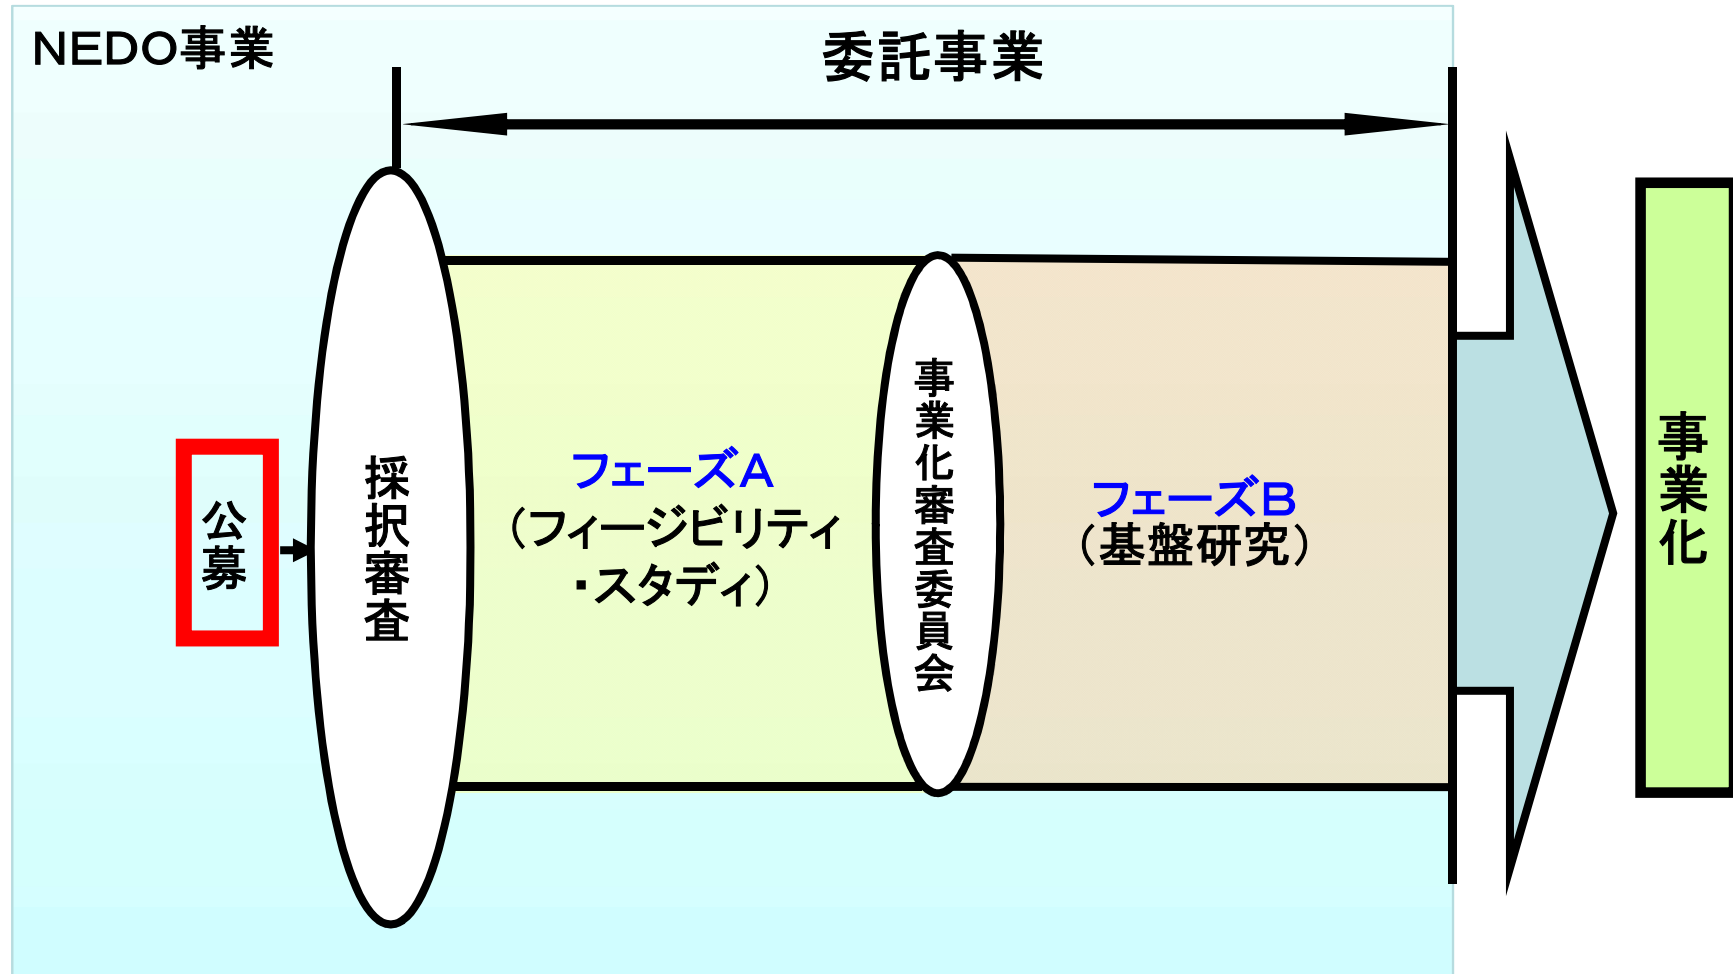 NEDO事業
委託事業
公募
採択審査
フェーズA
（フィージビリティ
・スタディ）
事業化審査委員会
フェーズB
（基盤研究）
事業化